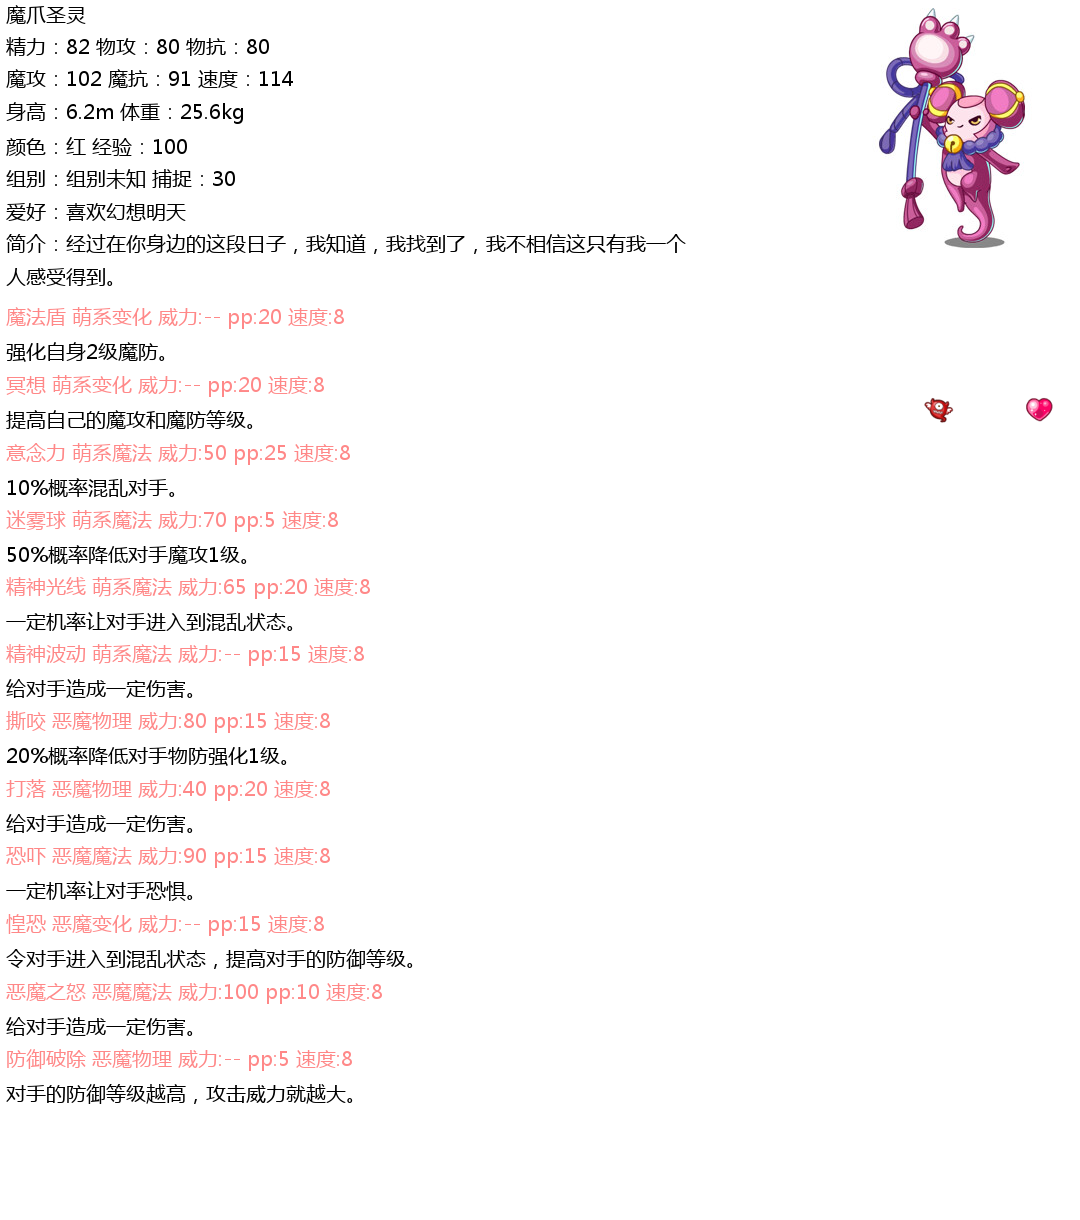 魔爪圣灵
精力：82 物攻：80 物抗：80
魔攻：102 魔抗：91 速度：114
身高：6.2m 体重：25.6kg
颜色：红 经验：100
组别：组别未知 捕捉：30
爱好：喜欢幻想明天
简介：经过在你身边的这段日子，我知道，我找到了，我不相信这只有我一个
人感受得到。
魔法盾 萌系变化 威力:-- pp:20 速度:8
强化自身2级魔防。
冥想 萌系变化 威力:-- pp:20 速度:8
提高自己的魔攻和魔防等级。
意念力 萌系魔法 威力:50 pp:25 速度:8
10%概率混乱对手。
迷雾球 萌系魔法 威力:70 pp:5 速度:8
50%概率降低对手魔攻1级。
精神光线 萌系魔法 威力:65 pp:20 速度:8
一定机率让对手进入到混乱状态。
精神波动 萌系魔法 威力:-- pp:15 速度:8
给对手造成一定伤害。
撕咬 恶魔物理 威力:80 pp:15 速度:8
20%概率降低对手物防强化1级。
打落 恶魔物理 威力:40 pp:20 速度:8
给对手造成一定伤害。
恐吓 恶魔魔法 威力:90 pp:15 速度:8
一定机率让对手恐惧。
惶恐 恶魔变化 威力:-- pp:15 速度:8
令对手进入到混乱状态，提高对手的防御等级。
恶魔之怒 恶魔魔法 威力:100 pp:10 速度:8
给对手造成一定伤害。
防御破除 恶魔物理 威力:-- pp:5 速度:8
对手的防御等级越高，攻击威力就越大。